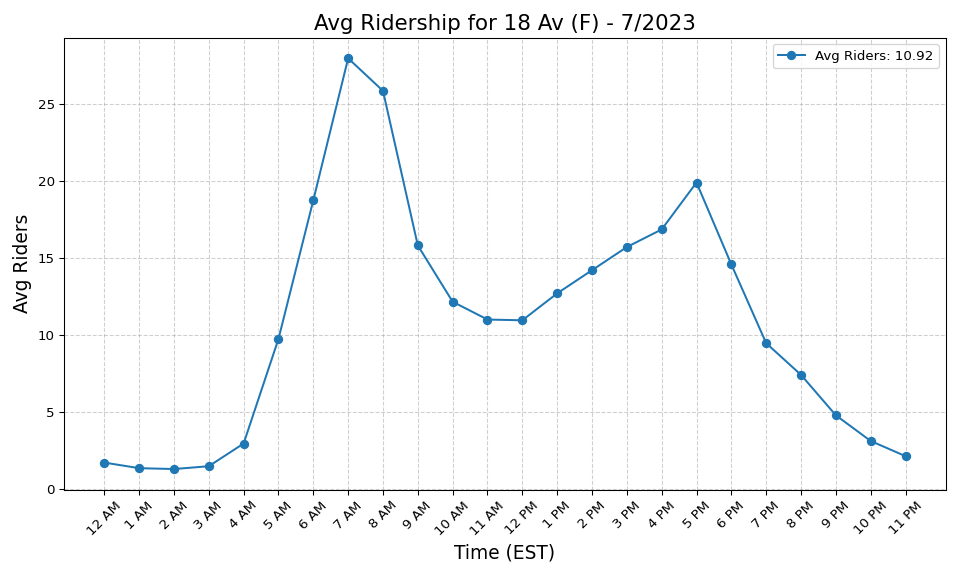 Avg Ridership for 18 Av (F) - 7/2023
Avg Riders: 10.92
Avg Riders
25
20
15
10
5
0
12 AM
1 AM
2 AM
3 AM
4 AM
5 AM
6 AM
7 AM
8 AM
9 AM
10 AM
11 AM
12 PM
1 PM
2 PM
3 PM
4 PM
5 PM
6 PM
7 PM
8 PM
9 PM
10 PM
11 PM
Time (EST)